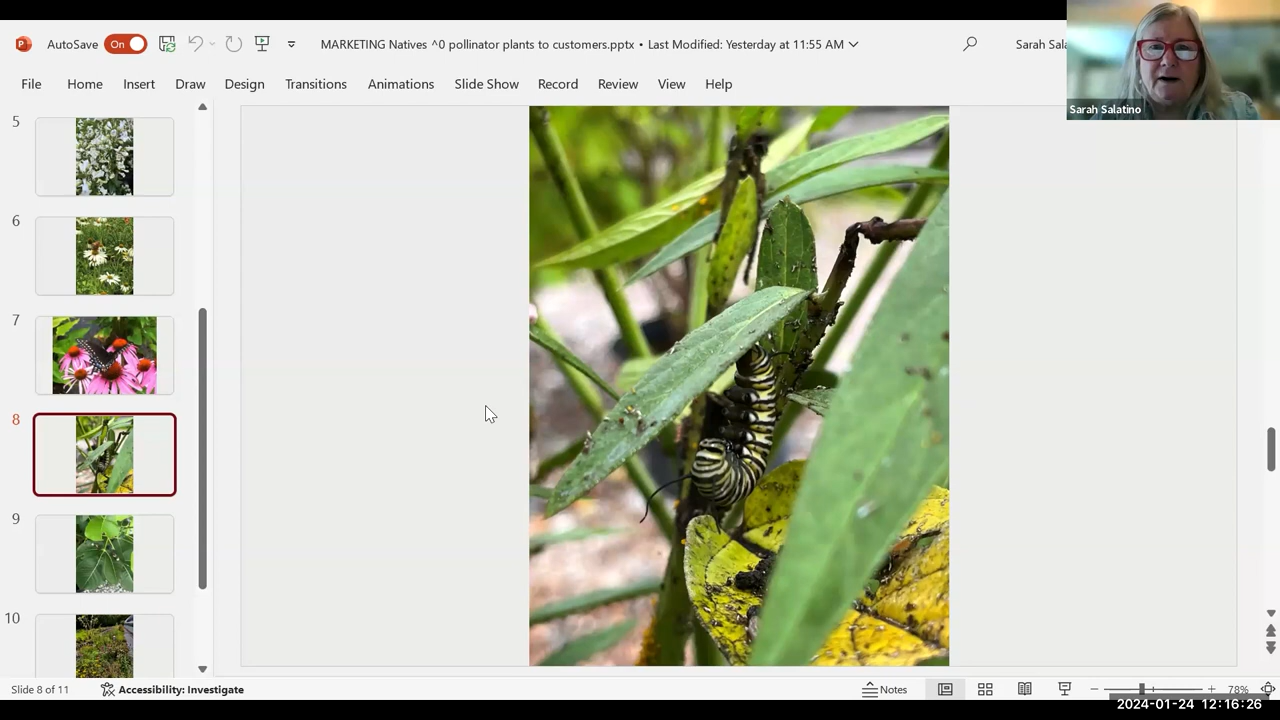 AutoSave On MARKETING Natives ^0 pollinator plants to customers.pptx • Last Modified: Yesterday at 11:55 AM Sarah Sala
File Home Insert Draw Design Transitions Animations Slide Show Record Review View Help
Sarah Salatino
5
6
7
8
9
10
Slide 8 of 11 Accessibility: Investigate Notes 78%
2024-01-24 12:16:26